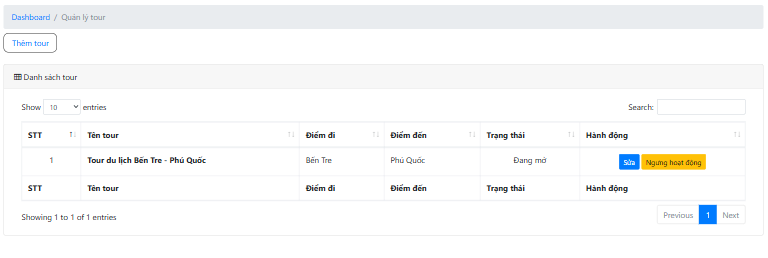 Dashboard / Quản lý tour
Thêm tour
Danh sách tour
Show 10 entries Search:
STT Tên tour Điểm đi Điểm đến Trạng thái Hành động
1 Tour du lịch Bến Tre - Phú Quốc Bến Tre Phú Quốc Đang mở Sửa Ngưng hoạt động
STT Tên tour Điểm đi Điểm đến Trạng thái Hành động
Showing 1 to 1 of 1 entries Previous 1 Next